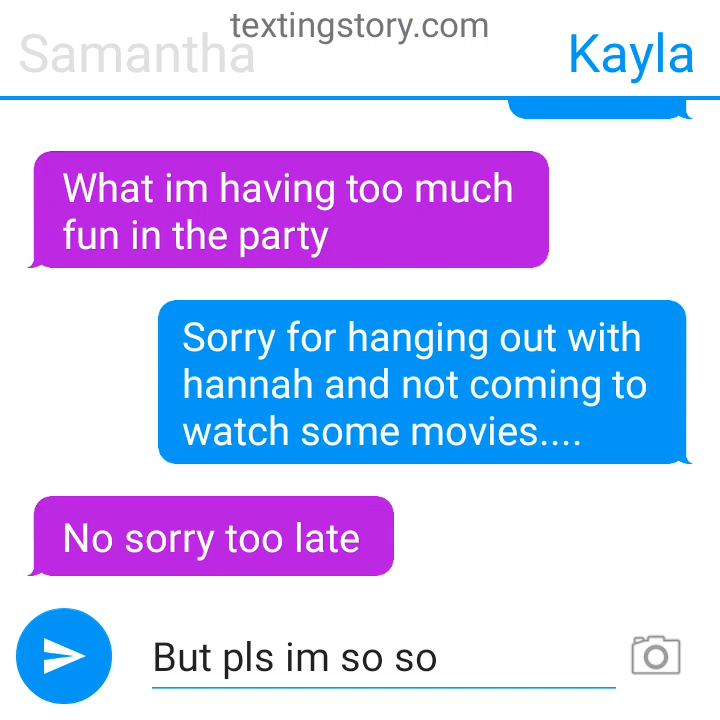 textingstory.com
Samantha
Kayla
What im having too much
fun in the party
Sorry for hanging out with
hannah and not coming to
watch some movies....
No sorry too late
But pls im so so